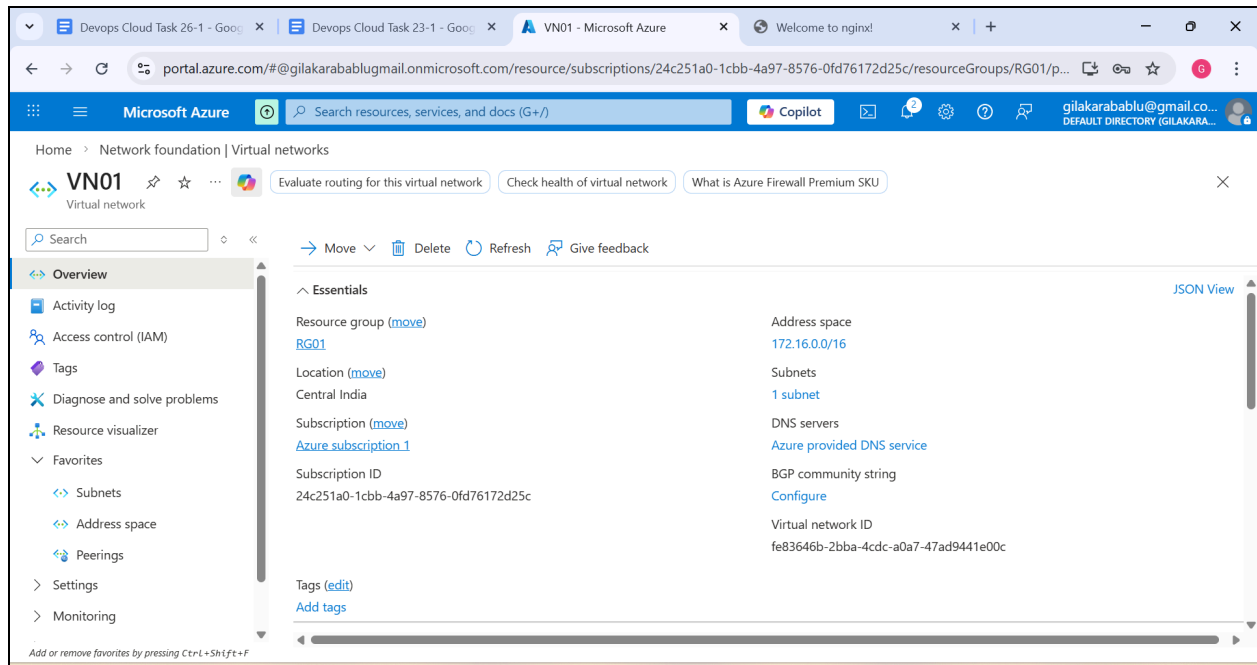 Devops Cloud Task 26-1 - Goog
Devops Cloud Task 23-1 - Goog
VN01 - Microsoft Azure
Welcome to nginx!
portal.azure.com/#@gilakarabablugmail.onmicrosoft.com/resource/subscriptions/24c251a0-1cbb-4a97-8576-0fd76172d25c/resourceGroups/RG01/p...
G
Microsoft Azure
Search resources, services, and docs (G+/)
Copilot
2
gilakarabablu@gmail.co...
DEFAULT DIRECTORY (GILAKARA...
Home > Network foundation | Virtual networks
VN01
Virtual network
Evaluate routing for this virtual network
Check health of virtual network
What is Azure Firewall Premium SKU
Search
Overview
Activity log
Access control (IAM)
Tags
Diagnose and solve problems
Resource visualizer
Favorites
Subnets
Address space
Peerings
Settings
Monitoring
Add or remove favorites by pressing Ctrl+Shift+F
Move
Delete
Refresh
Give feedback
Essentials
JSON View
Resource group (move)
RG01
Location (move)
Central India
Subscription (move)
Azure subscription 1
Subscription ID
24c251a0-1cbb-4a97-8576-0fd76172d25c
Address space
172.16.0.0/16
Subnets
1 subnet
DNS servers
Azure provided DNS service
BGP community string
Configure
Virtual network ID
fe83646b-2bba-4cdc-a0a7-47ad9441e00c
Tags (edit)
Add tags